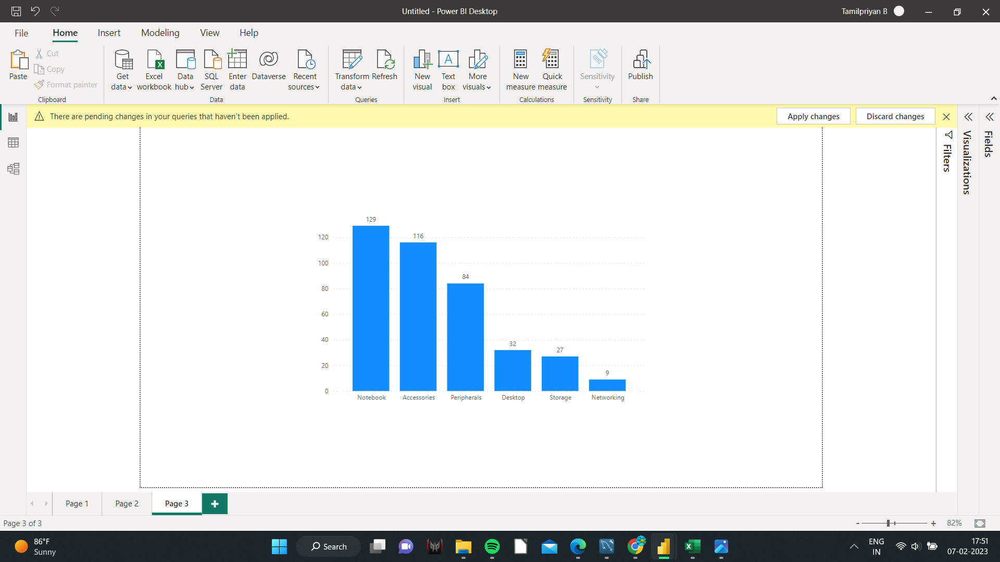 Untitled - Power BI Desktop
Tamilpriyan B
File Home Insert Modeling View Help
Paste
Cut
Copy
Format painter
Clipboard
Get data
Excel workbook
Data hub
SQL Server
Enter data
Dataverse
Recent sources
Data
Transform data
Refresh
Queries
New visual
Text box
More visuals
Insert
New measure
Quick measure
Calculations
Sensitivity
Sensitivity
Publish
Share
There are pending changes in your queries that haven't been applied.
Apply changes
Discard changes
Filters
Visualizations
Fields
129
116
84
32
27
9
120
100
80
60
40
20
0
Notebook Accessories Peripherals Desktop Storage Networking
Page 1 Page 2 Page 3
Page 3 of 3
82%
86°F
Sunny
Search
ENG
IN
17:51
07-02-2023